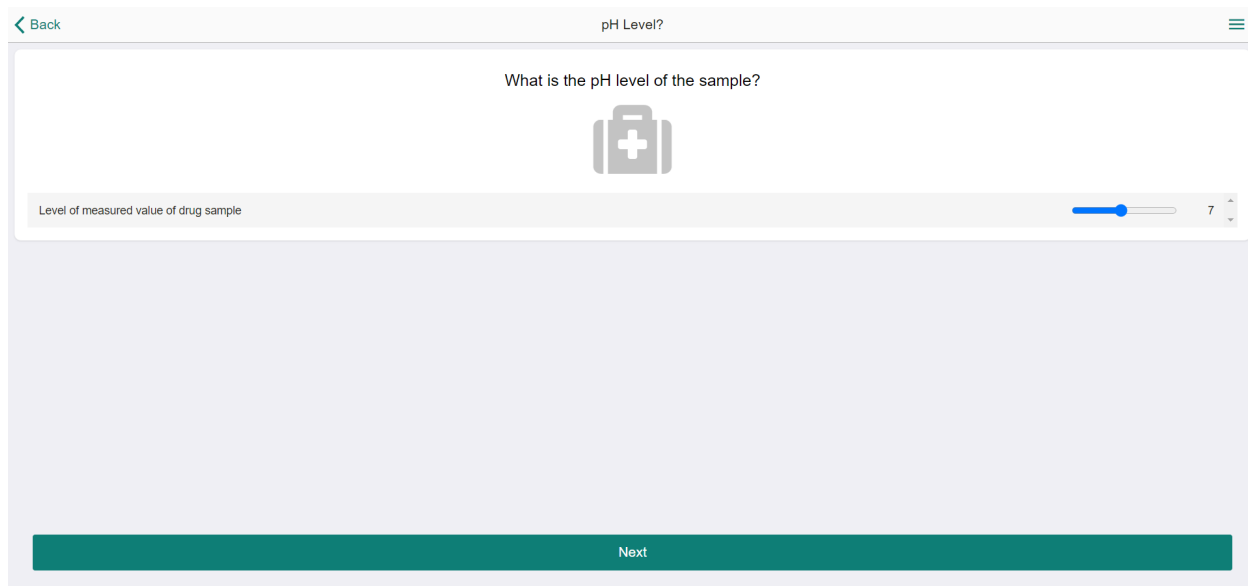 Back
pH Level?
What is the pH level of the sample?
Level of measured value of drug sample 7
Next